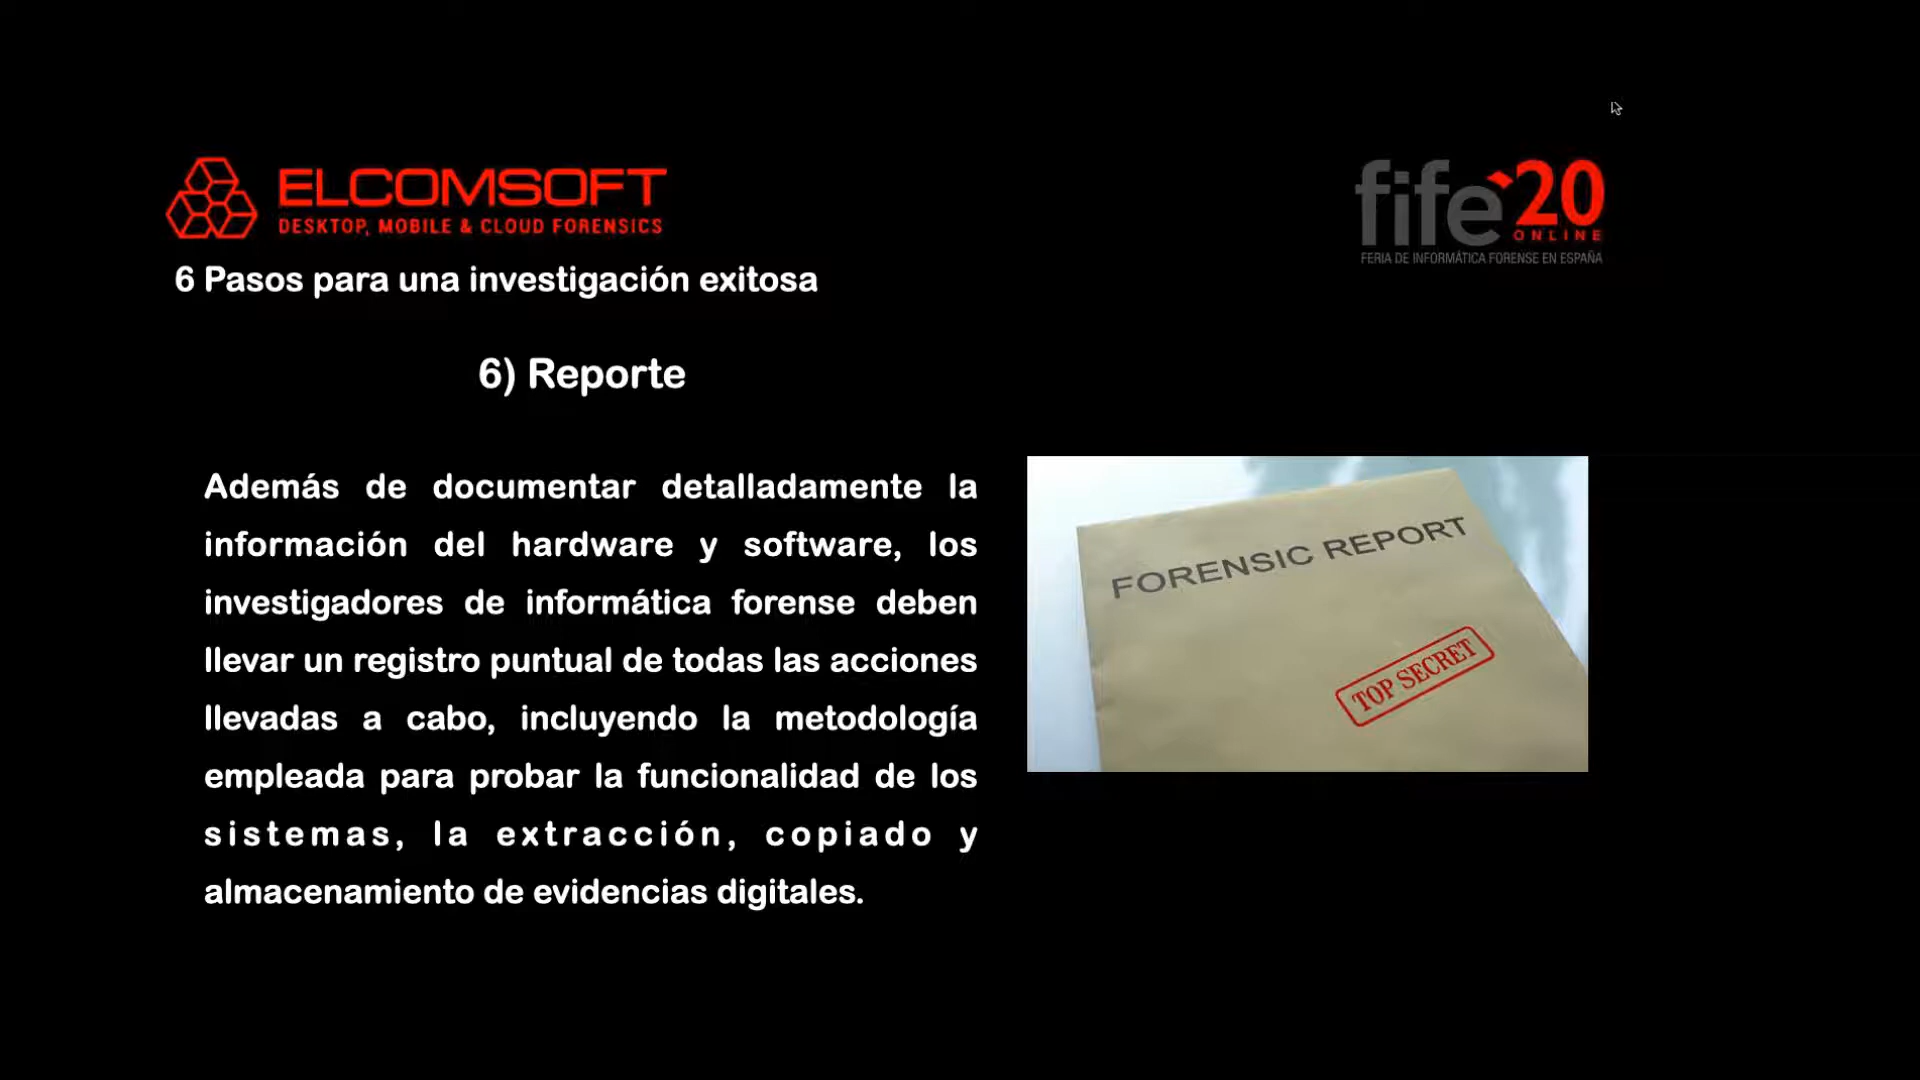 ELCOMSOFT
DESKTOP, MOBILE & CLOUD FORENSICS
fife'20
ONLINE
FERIA DE INFORMÁTICA FORENSE EN ESPAÑA
6 Pasos para una investigación exitosa
6) Reporte
Además de documentar detalladamente la
información del hardware y software, los
investigadores de informática forense deben
llevar un registro puntual de todas las acciones
llevadas a cabo, incluyendo la metodología
empleada para probar la funcionalidad de los
sistemas, la extracción, copiado y
almacenamiento de evidencias digitales.
FORENSIC REPORT
TOP SECRET